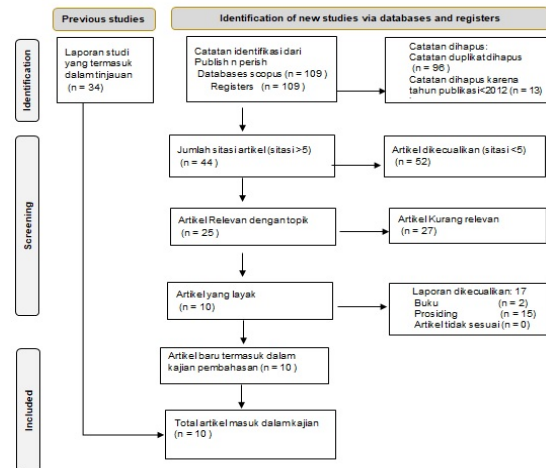 Previous studies
Identification of new studies via databases and registers
Identification
Laporan studi
yang termasuk
dalam tinjauan
(n = 34)
Catatan identifikasi dari
Publish n perish
Databases scopus (n = 109 )
Registers (n = 109 )
Catatan dihapus:
Catatan duplikat dihapus
(n = 96 )
Catatan dihapus karena
tahun publikasi<2012 (n = 13)
Screening
Jumlah sitasi artikel (sitasi >5)
(n = 44 )
Artikel dikecualikan (sitasi <5)
(n = 52)
Artikel Relevan dengan topik
(n = 25 )
Artikel Kurang relevan
(n = 27)
Artikel yang layak
(n = 10)
Laporan dikecualikan: 17
Buku (n = 2)
Prosiding (n = 15)
Artikel tidak sesuai (n = 0)
Included
Artikel baru termasuk dalam
kajian pembahasan (n = 10 )
Total artikel masuk dalam kajian
(n = 10 )